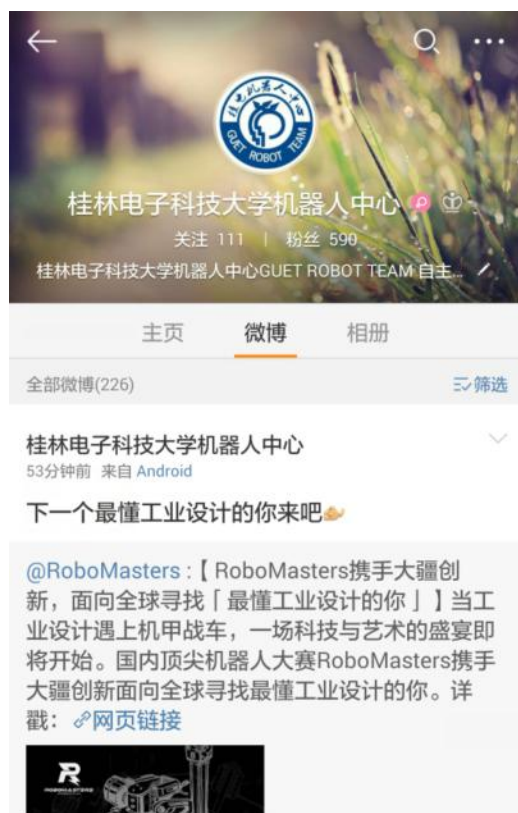 桂电机器人中心
GUET ROBOT TEAM
桂林电子科技大学机器人中心
关注 111 | 粉丝 590
桂林电子科技大学机器人中心GUET ROBOT TEAM 自主...
主页 微博 相册
全部微博(226) 筛选
桂林电子科技大学机器人中心
53分钟前 来自 Android
下一个最懂工业设计的你来吧
@RoboMasters :【 RoboMasters携手大疆创
新，面向全球寻找「 最懂工业设计的你 」】当工
业设计遇上机甲战车，一场科技与艺术的盛宴即
将开始。国内顶尖机器人大赛RoboMasters携手
大疆创新面向全球寻找最懂工业设计的你。详
戳： 网页链接
ROBOMASTERS